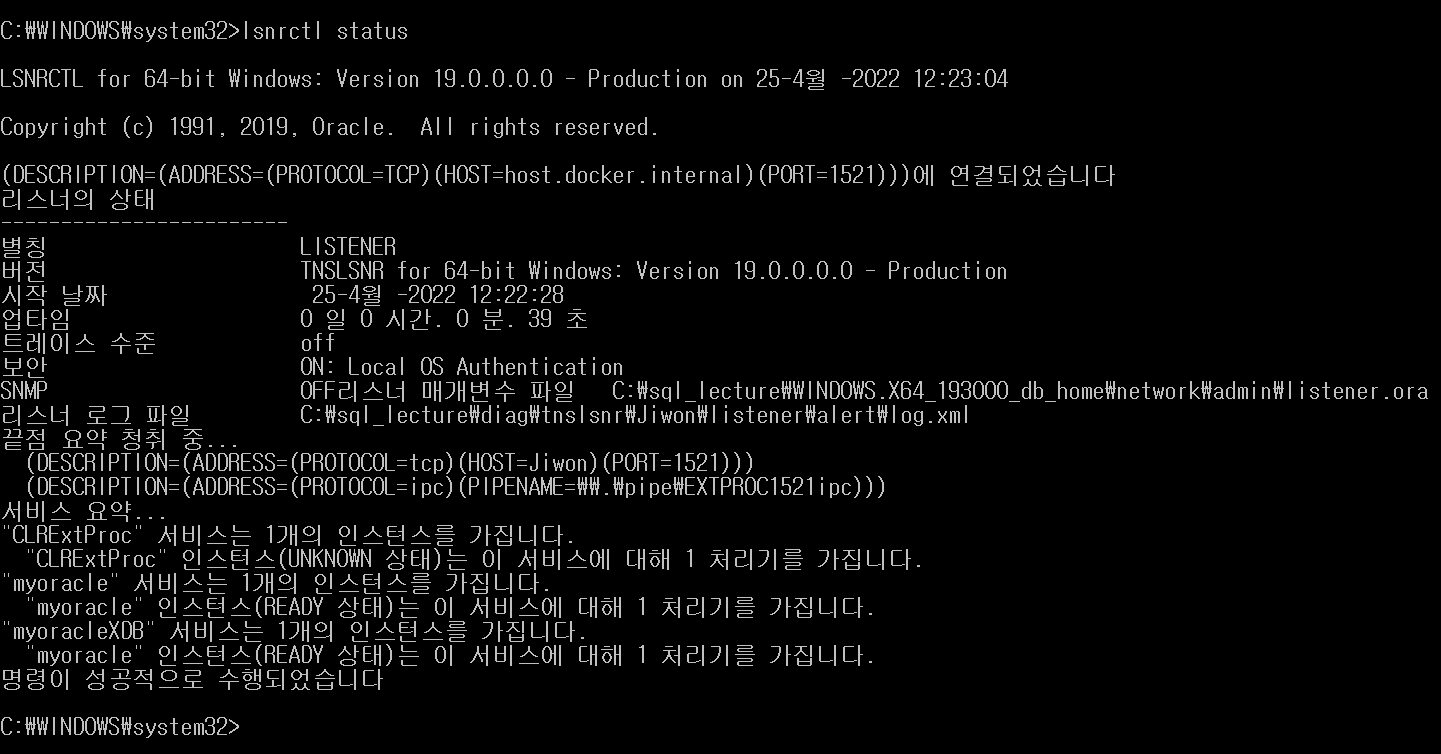 C:₩WINDOWS₩system32>lsnrctl status
LSNRCTL for 64-bit Windows: Version 19.0.0.0.0 - Production on 25-4월 -2022 12:23:04
Copyright (c) 1991, 2019, Oracle.  All rights reserved.
(DESCRIPTION=(ADDRESS=(PROTOCOL=TCP)(HOST=host.docker.internal)(PORT=1521)))에 연결되었습니다
리스너의 상태
------------------------
별칭                     LISTENER
버전                     TNSLSNR for 64-bit Windows: Version 19.0.0.0.0 - Production
시작 날짜                 25-4월 -2022 12:22:28
업타임                   0 일 0 시간. 0 분. 39 초
트레이스 수준            off
보안                     ON: Local OS Authentication
SNMP                     OFF리스너 매개변수 파일   C:₩sql_lecture₩WINDOWS.X64_193000_db_home₩network₩admin₩listener.ora
리스너 로그 파일         C:₩sql_lecture₩diag₩tnslsnr₩Jiwon₩listener₩alert₩log.xml
끝점 요약 청취 중...
  (DESCRIPTION=(ADDRESS=(PROTOCOL=tcp)(HOST=Jiwon)(PORT=1521)))
  (DESCRIPTION=(ADDRESS=(PROTOCOL=ipc)(PIPENAME=₩₩.₩pipe₩EXTPROC1521ipc)))
서비스 요약...
"CLRExtProc" 서비스는 1개의 인스턴스를 가집니다.
  "CLRExtProc" 인스턴스(UNKNOWN 상태)는 이 서비스에 대해 1 처리기를 가집니다.
"myoracle" 서비스는 1개의 인스턴스를 가집니다.
  "myoracle" 인스턴스(READY 상태)는 이 서비스에 대해 1 처리기를 가집니다.
"myoracleXDB" 서비스는 1개의 인스턴스를 가집니다.
  "myoracle" 인스턴스(READY 상태)는 이 서비스에 대해 1 처리기를 가집니다.
명령이 성공적으로 수행되었습니다
C:₩WINDOWS₩system32>